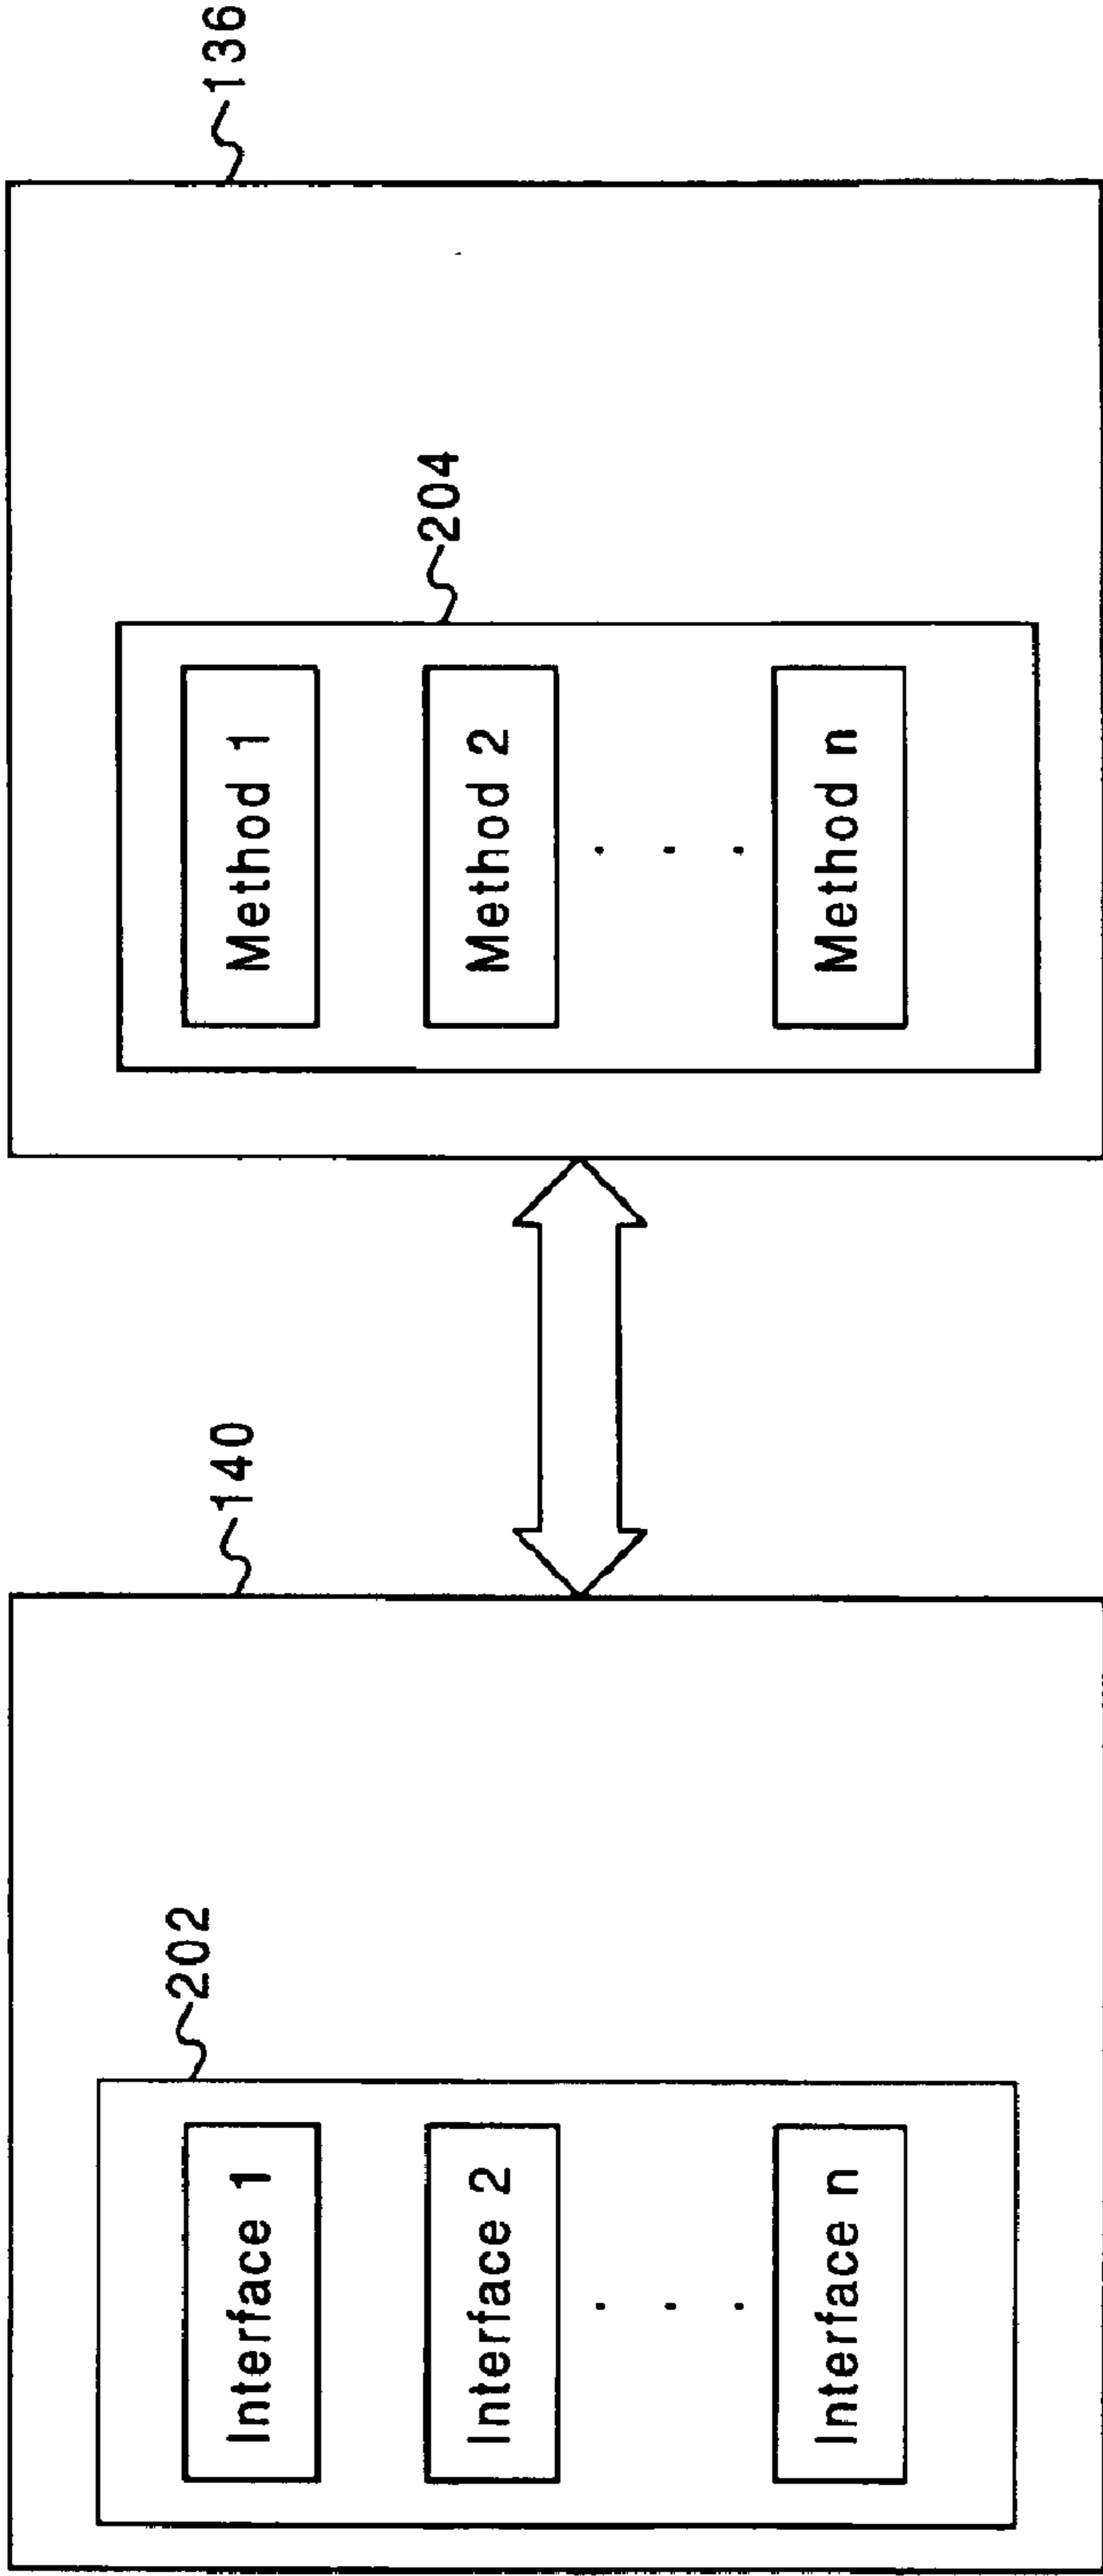 140
202
Interface 1
Interface 2
. . .
Interface n
136
204
Method 1
Method 2
. . .
Method n